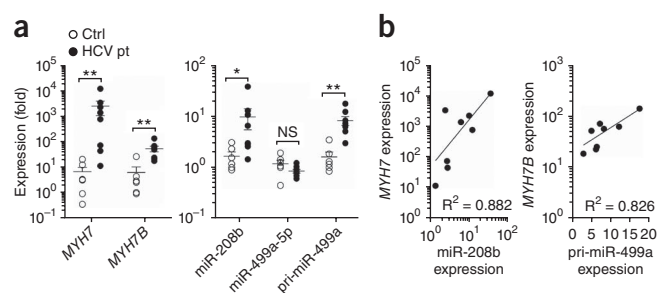 a
Ctrl
HCV pt
Expression (fold)
10^5
10^4
10^3
10^2
10^1
10^0
10^-1
**
**
MYH7
MYH7B
10^2
10^1
10^0
10^-1
*
NS
**
miR-208b
miR-499a-5p
pri-miR-499a
b
MYH7 expression
10^5
10^4
10^3
10^2
10^1
10^0
R^2 = 0.882
10^0 10^1 10^2
miR-208b
expression
MYH7B expression
10^3
10^2
10^1
10^0
R^2 = 0.826
0 5 10 15 20
pri-miR-499a
expession